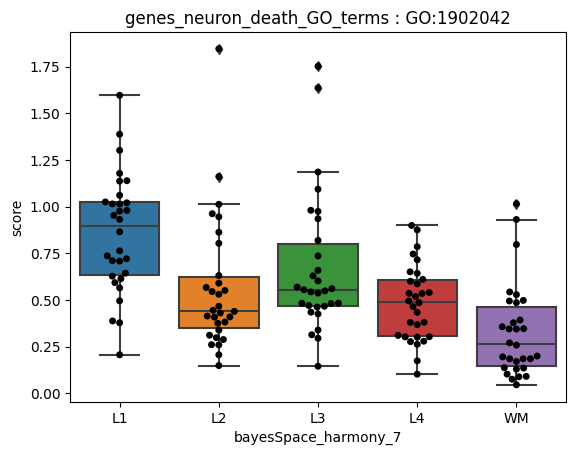 genes_neuron_death_GO_terms : GO:1902042
1.75
1.50
1.25
1.00
0.75
0.50
0.25
0.00
score
L1 L2 L3 L4 WM
bayesSpace_harmony_7